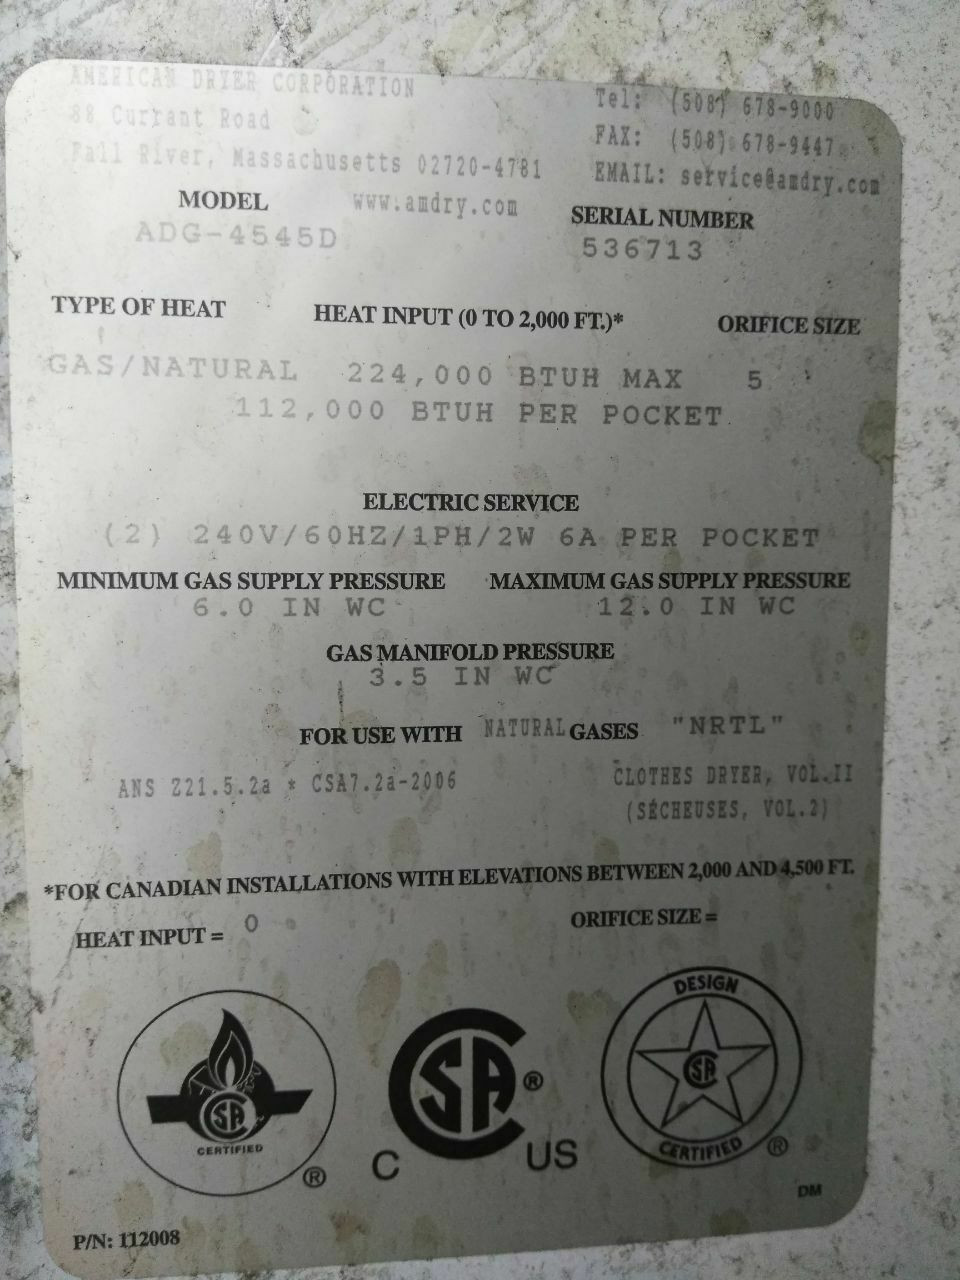 AMERICAN DRYER CORPORATION
88 Currant Road
Fall River, Massachusetts 02720-4781
Tel: (508) 678-9000
FAX: (508) 678-9447
EMAIL: service@amdry.com
www.amdry.com
MODEL
ADG-4545D
SERIAL NUMBER
536713
TYPE OF HEAT HEAT INPUT (0 TO 2,000 FT.)* ORIFICE SIZE
GAS/NATURAL 224,000 BTUH MAX 5
112,000 BTUH PER POCKET
ELECTRIC SERVICE
(2) 240V/60HZ/1PH/2W 6A PER POCKET
MINIMUM GAS SUPPLY PRESSURE MAXIMUM GAS SUPPLY PRESSURE
6.0 IN WC 12.0 IN WC
GAS MANIFOLD PRESSURE
3.5 IN WC
FOR USE WITH NATURAL GASES "NRTL"
ANS Z21.5.2a * CSA7.2a-2006 CLOTHES DRYER, VOL.II
(SÉCHEUSES, VOL.2)
*FOR CANADIAN INSTALLATIONS WITH ELEVATIONS BETWEEN 2,000 AND 4,500 FT.
HEAT INPUT = 0 ORIFICE SIZE =
CSA
CERTIFIED
®
C CSA ® US
DESIGN
CSA
CERTIFIED ®
DM
P/N: 112008